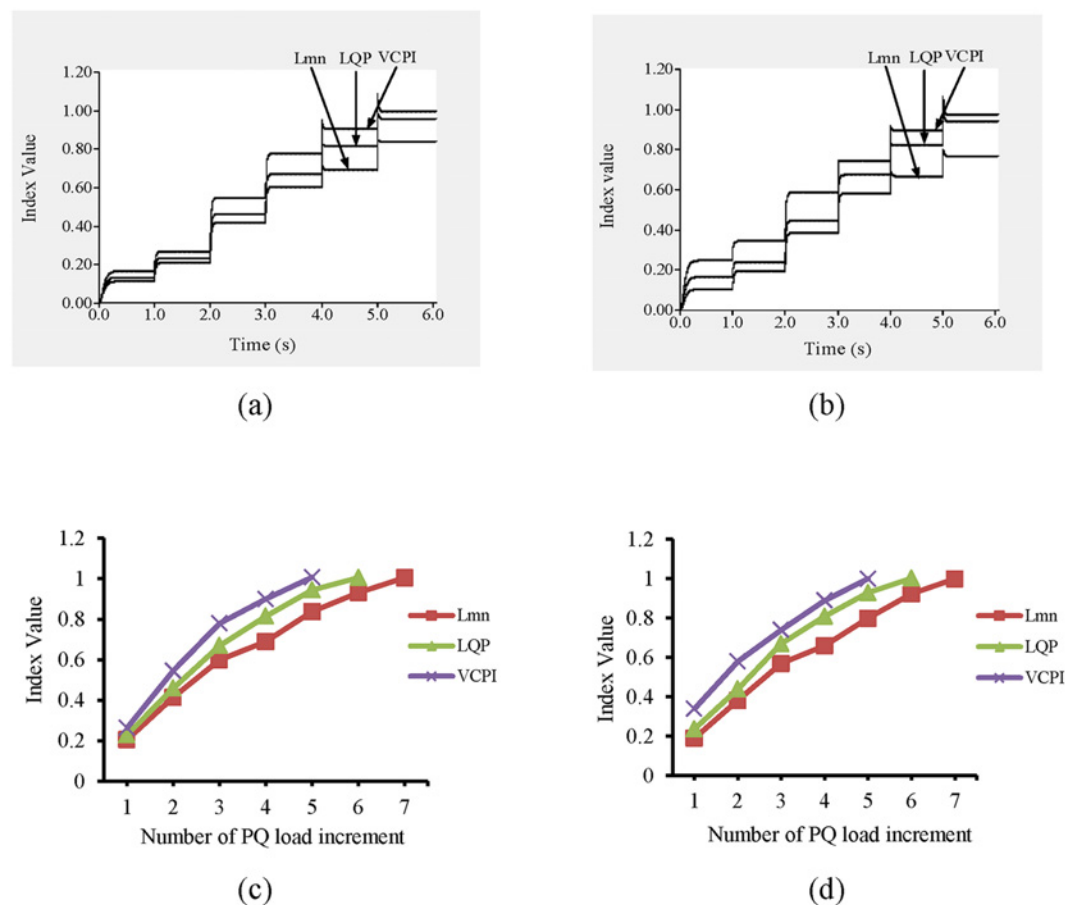 Lmn LQP VCPI
1.20
1.00
0.80
0.60
0.40
0.20
0.00
Index Value
0.0 1.0 2.0 3.0 4.0 5.0 6.0
Time (s)
(a)
Lmn LQP VCPI
1.20
1.00
0.80
0.60
0.40
0.20
0.00
Index value
0.0 1.0 2.0 3.0 4.0 5.0 6.0
Time (s)
(b)
1.2
1
0.8
0.6
0.4
0.2
0
Index Value
Lmn
LQP
VCPI
1 2 3 4 5 6 7
Number of PQ load increment
(c)
1.2
1
0.8
0.6
0.4
0.2
0
Index Value
Lmn
LQP
VCPI
1 2 3 4 5 6 7
Number of PQ load increment
(d)